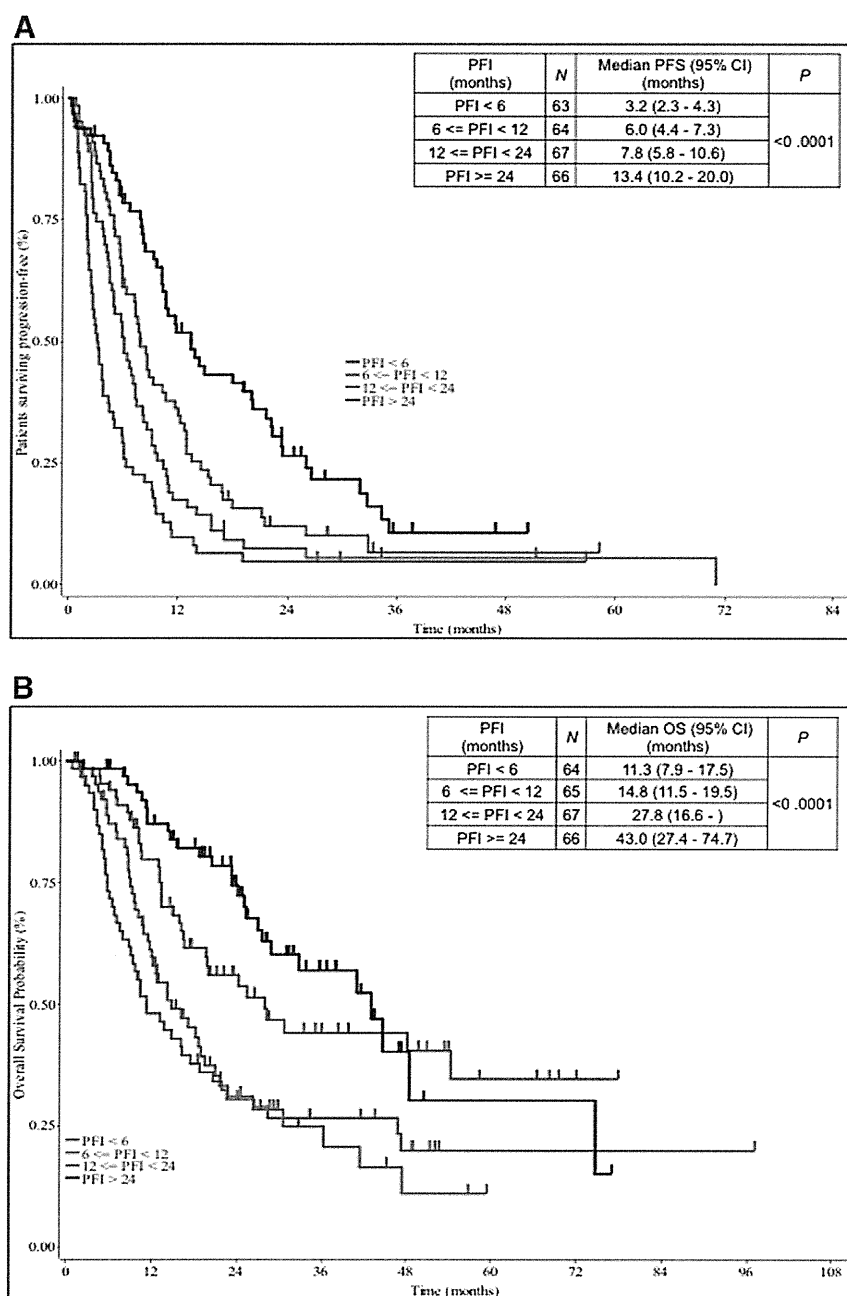 A
PFI (months) N Median PFS (95% CI) (months) P
PFI < 6 63 3.2 (2.3 - 4.3)
6 <= PFI < 12 64 6.0 (4.4 - 7.3)
<0 .0001
12 <= PFI < 24 67 7.8 (5.8 - 10.6)
PFI >= 24 66 13.4 (10.2 - 20.0)
Patients surviving progression-free (%)
1.00
0.75
0.50
0.25
0.00
PFI < 6
6 <= PFI < 12
12 <= PFI < 24
PFI > 24
0 12 24 36 48 60 72 84
Time (months)
B
PFI (months) N Median OS (95% CI) (months) P
PFI < 6 64 11.3 (7.9 - 17.5)
6 <= PFI < 12 65 14.8 (11.5 - 19.5)
<0 .0001
12 <= PFI < 24 67 27.8 (16.6 - )
PFI >= 24 66 43.0 (27.4 - 74.7)
Overall Survival Probability (%)
1.00
0.75
0.50
0.25
0.00
PFI < 6
6 <= PFI < 12
12 <= PFI < 24
PFI > 24
0 12 24 36 48 60 72 84 96 108
Time (months)